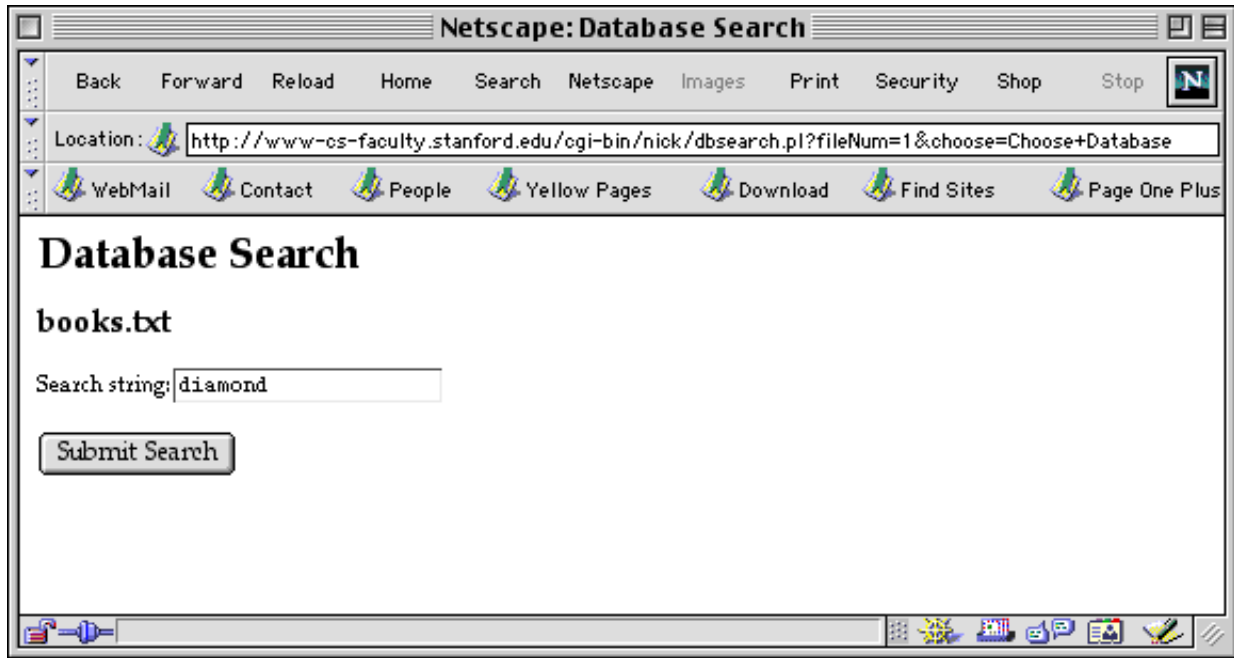 Netscape: Database Search
Back Forward Reload Home Search Netscape Images Print Security Shop Stop N
Location: http://www-cs-faculty.stanford.edu/cgi-bin/nick/dbsearch.pl?fileNum=1&choose=Choose+Database
WebMail Contact People Yellow Pages Download Find Sites Page One Plus
Database Search
books.txt
Search string: diamond
Submit Search